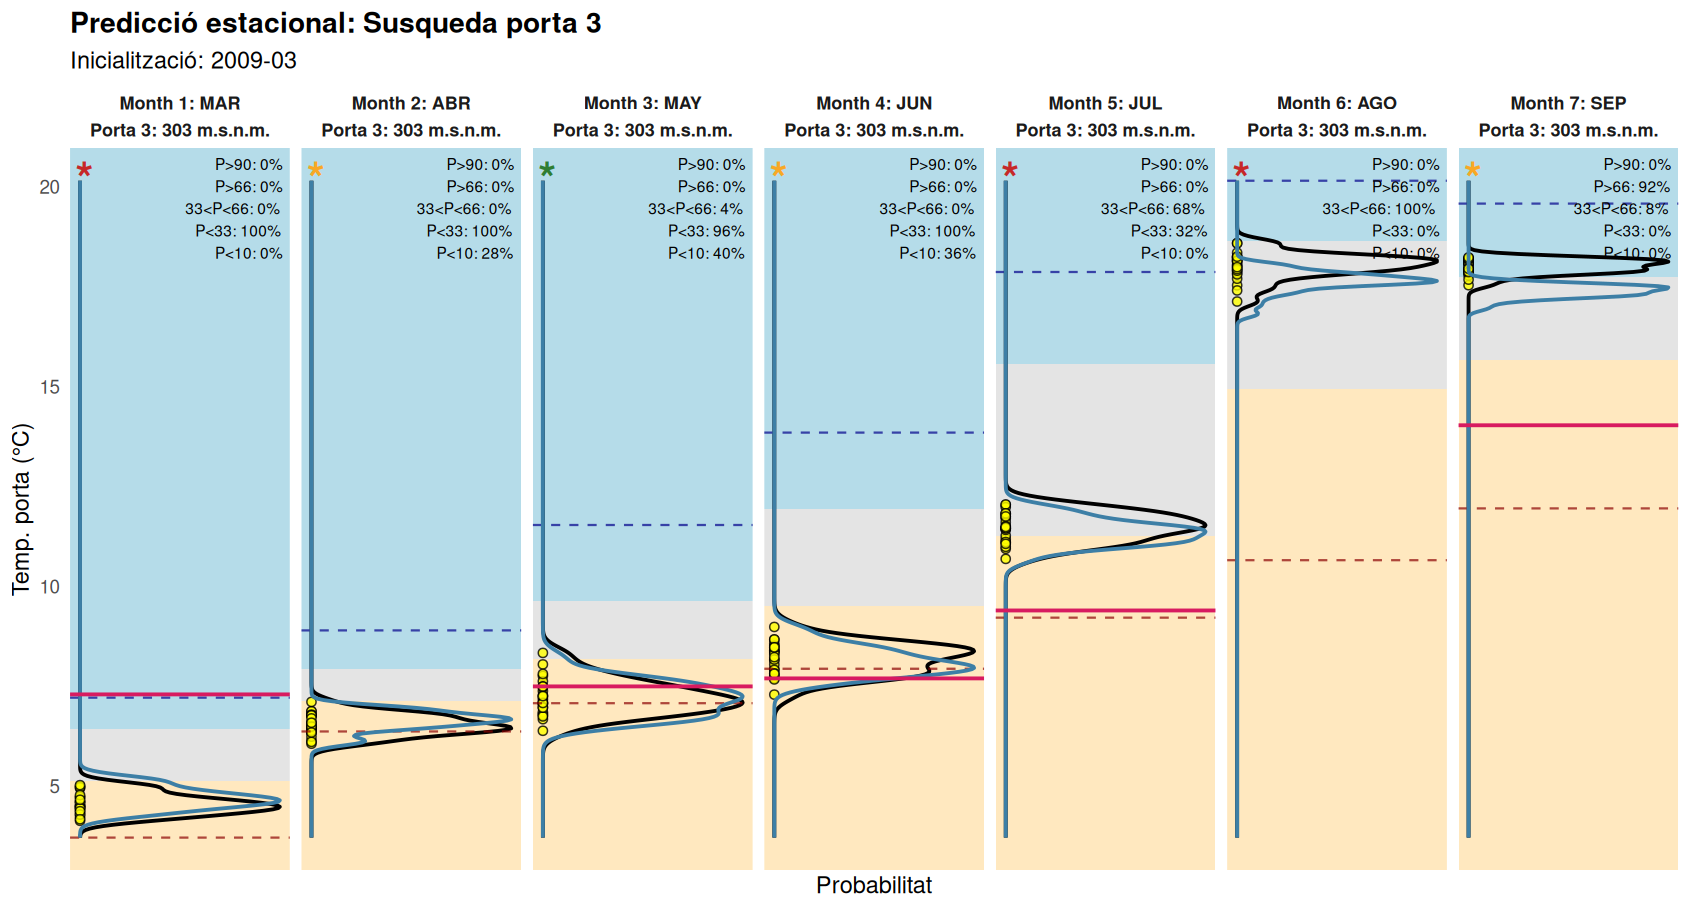 Predicció estacional: Susqueda porta 3
Inicialització: 2009-03
Month 1: MAR
Porta 3: 303 m.s.n.m.
Month 2: ABR
Porta 3: 303 m.s.n.m.
Month 3: MAY
Porta 3: 303 m.s.n.m.
Month 4: JUN
Porta 3: 303 m.s.n.m.
Month 5: JUL
Porta 3: 303 m.s.n.m.
Month 6: AGO
Porta 3: 303 m.s.n.m.
Month 7: SEP
Porta 3: 303 m.s.n.m.
Temp. porta (°C)
20
15
10
5
*
P>90: 0%
P>66: 0%
33<P<66: 0%
P<33: 100%
P<10: 0%
*
P>90: 0%
P>66: 0%
33<P<66: 0%
P<33: 100%
P<10: 28%
*
P>90: 0%
P>66: 0%
33<P<66: 4%
P<33: 96%
P<10: 40%
*
P>90: 0%
P>66: 0%
33<P<66: 0%
P<33: 100%
P<10: 36%
*
P>90: 0%
P>66: 0%
33<P<66: 68%
P<33: 32%
P<10: 0%
*
P>90: 0%
P>66: 0%
33<P<66: 100%
P<33: 0%
P<10: 0%
*
P>90: 0%
P>66: 92%
33<P<66: 8%
P<33: 0%
P<10: 0%
Probabilitat